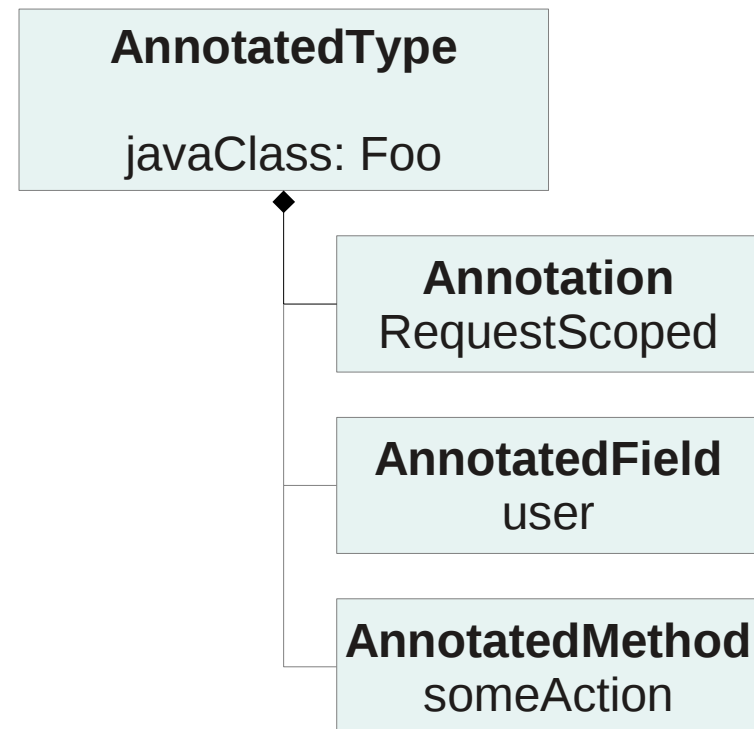 AnnotatedType
javaClass: Foo
Annotation
RequestScoped
AnnotatedField
user
AnnotatedMethod
someAction